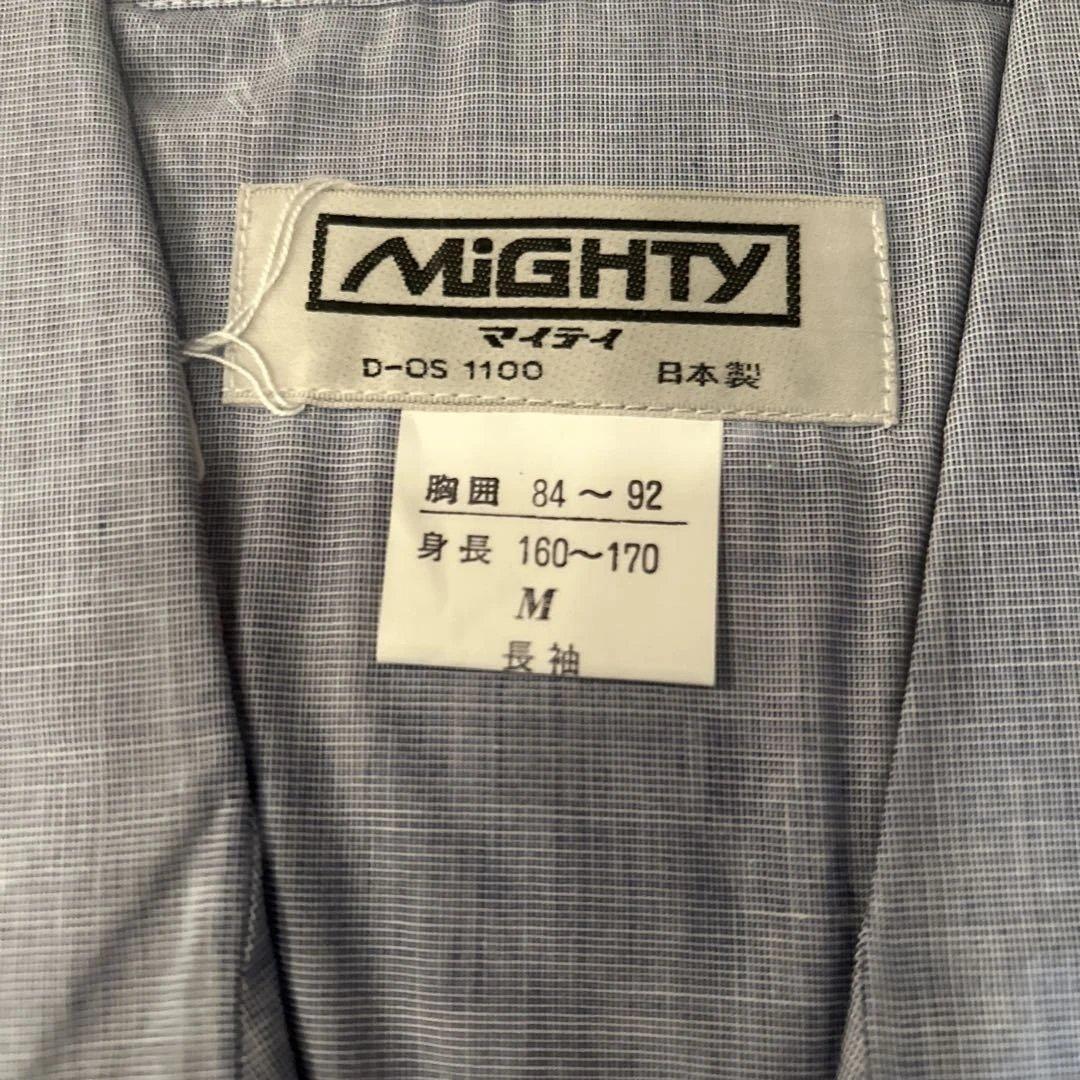 MiGHTY
マイテイ
D-OS 1100 日本製
胸囲 84～92
身長 160～170
M
長袖